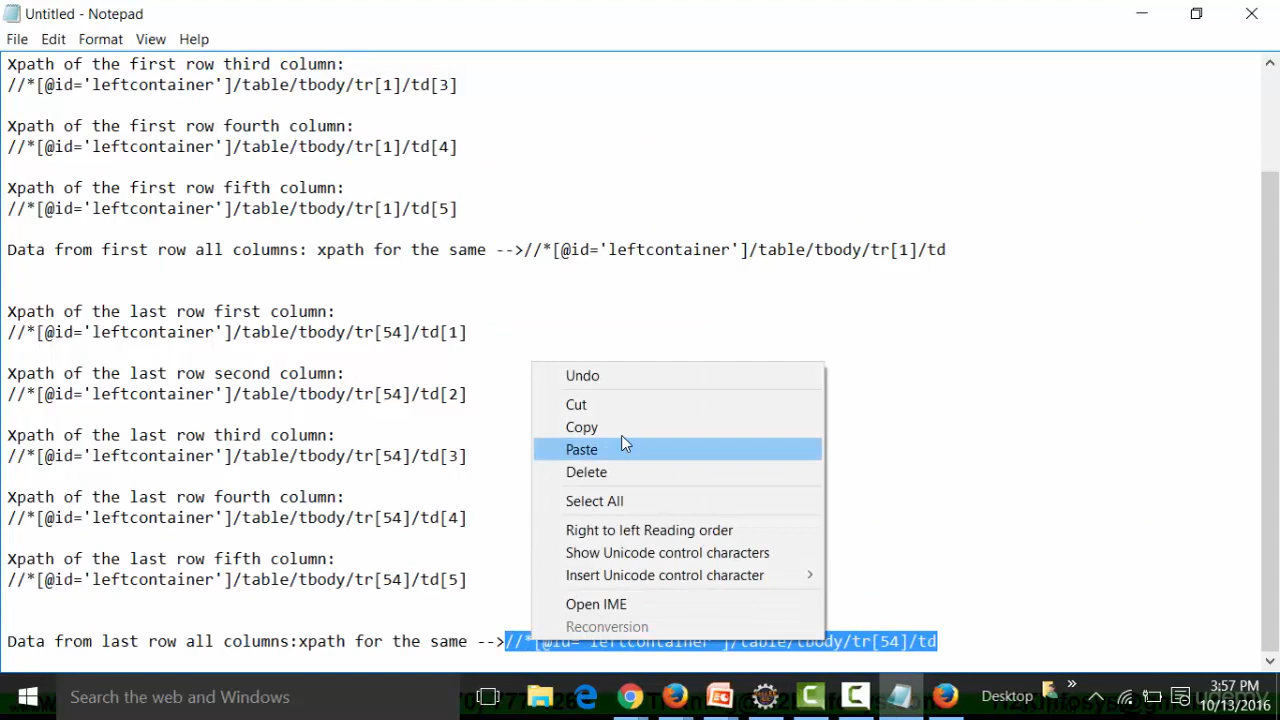 Untitled - Notepad
File Edit Format View Help
Xpath of the first row third column:
//*[@id='leftcontainer']/table/tbody/tr[1]/td[3]
Xpath of the first row fourth column:
//*[@id='leftcontainer']/table/tbody/tr[1]/td[4]
Xpath of the first row fifth column:
//*[@id='leftcontainer']/table/tbody/tr[1]/td[5]
Data from first row all columns: xpath for the same -->//*[@id='leftcontainer']/table/tbody/tr[1]/td
Xpath of the last row first column:
//*[@id='leftcontainer']/table/tbody/tr[54]/td[1]
Xpath of the last row second column:
//*[@id='leftcontainer']/table/tbody/tr[54]/td[2]
Xpath of the last row third column:
//*[@id='leftcontainer']/table/tbody/tr[54]/td[3]
Xpath of the last row fourth column:
//*[@id='leftcontainer']/table/tbody/tr[54]/td[4]
Xpath of the last row fifth column:
//*[@id='leftcontainer']/table/tbody/tr[54]/td[5]
Data from last row all columns:xpath for the same -->//*[@id='leftcontainer']/table/tbody/tr[54]/td
Undo
Cut
Copy
Paste
Delete
Select All
Right to left Reading order
Show Unicode control characters
Insert Unicode control character
Open IME
Reconversion
Search the web and Windows
Desktop
3:57 PM
10/13/2016